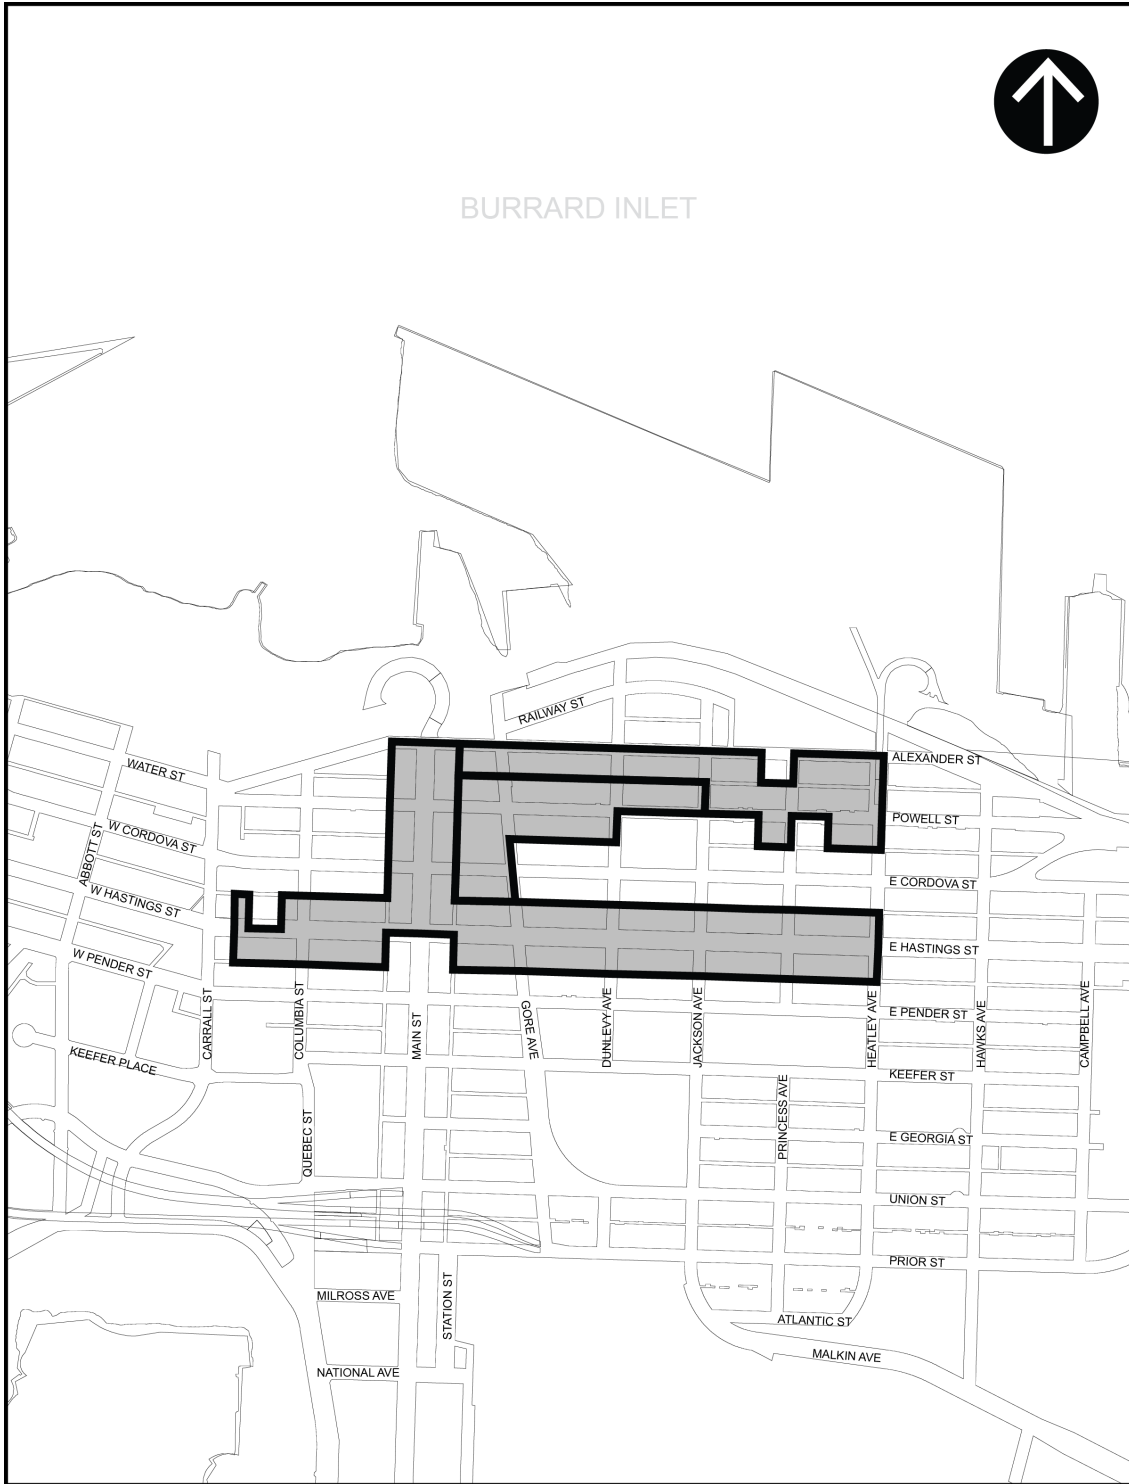 BURRARD INLET
RAILWAY ST
ALEXANDER ST
WATER ST
POWELL ST
W CORDOVA ST
ABBOTT ST
E CORDOVA ST
W HASTINGS ST
E HASTINGS ST
W PENDER ST
CARRALL ST
COLUMBIA ST
MAIN ST
GORE AVE
DUNLEVY AVE
JACKSON AVE
HEATLEY AVE
E PENDER ST
HAWKS AVE
CAMPBELL AVE
KEEFER PLACE
KEEFER ST
QUEBEC ST
PRINCESS AVE
E GEORGIA ST
UNION ST
PRIOR ST
MILROSS AVE
STATION ST
ATLANTIC ST
MALKIN AVE
NATIONAL AVE